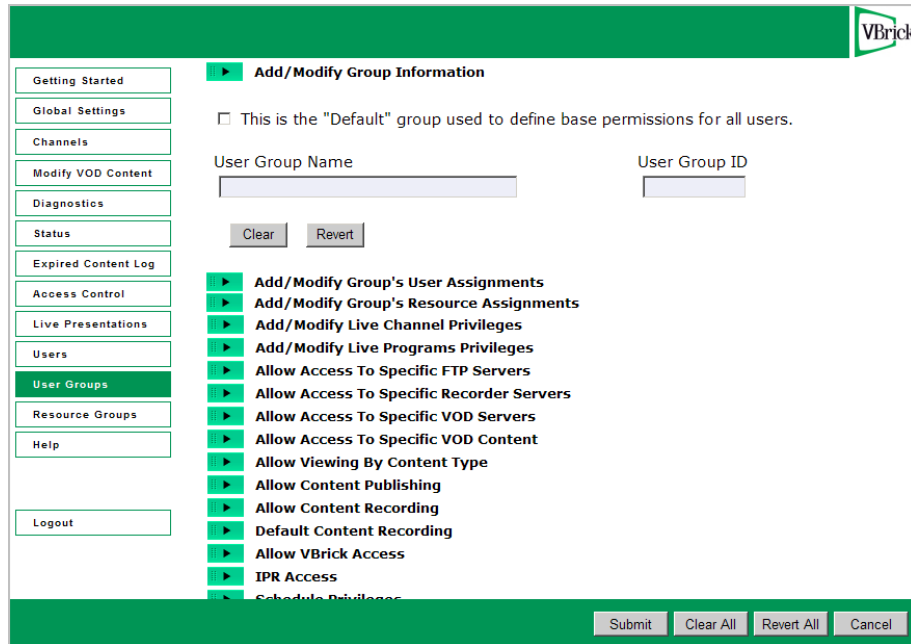 VBrick
Getting Started
Global Settings
Channels
Modify VOD Content
Diagnostics
Status
Expired Content Log
Access Control
Live Presentations
Users
User Groups
Resource Groups
Help
Logout
Add/Modify Group Information
This is the "Default" group used to define base permissions for all users.
User Group Name User Group ID
Clear Revert
Add/Modify Group's User Assignments
Add/Modify Group's Resource Assignments
Add/Modify Live Channel Privileges
Add/Modify Live Programs Privileges
Allow Access To Specific FTP Servers
Allow Access To Specific Recorder Servers
Allow Access To Specific VOD Servers
Allow Access To Specific VOD Content
Allow Viewing By Content Type
Allow Content Publishing
Allow Content Recording
Default Content Recording
Allow VBrick Access
IPR Access
Schedule Privileges
Submit Clear All Revert All Cancel